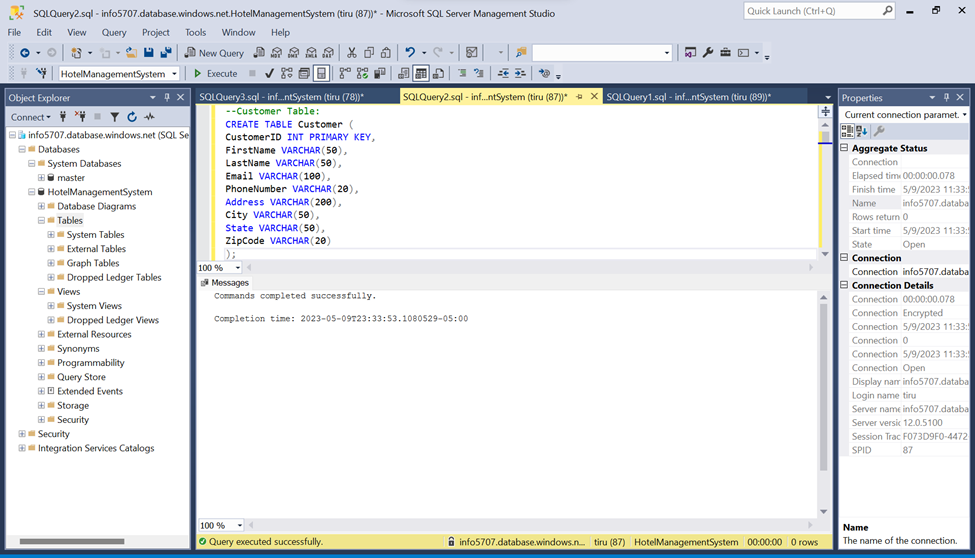 SQLQuery2.sql - info5707.database.windows.net.HotelManagementSystem (tiru (87))* - Microsoft SQL Server Management Studio
Quick Launch (Ctrl+Q)
File Edit View Query Project Tools Window Help
New Query
HotelManagementSystem Execute
Object Explorer
Connect
info5707.database.windows.net (SQL Se
Databases
System Databases
master
HotelManagementSystem
Database Diagrams
Tables
System Tables
External Tables
Graph Tables
Dropped Ledger Tables
Views
System Views
Dropped Ledger Views
External Resources
Synonyms
Programmability
Query Store
Extended Events
Storage
Security
Security
Integration Services Catalogs
SQLQuery3.sql - inf...ntSystem (tiru (78))* SQLQuery2.sql - inf...ntSystem (tiru (87))* SQLQuery1.sql - inf...ntSystem (tiru (89))*
--Customer Table:
CREATE TABLE Customer (
CustomerID INT PRIMARY KEY,
FirstName VARCHAR(50),
LastName VARCHAR(50),
Email VARCHAR(100),
PhoneNumber VARCHAR(20),
Address VARCHAR(200),
City VARCHAR(50),
State VARCHAR(50),
ZipCode VARCHAR(20)
);
100 %
Messages
Commands completed successfully.
Completion time: 2023-05-09T23:33:53.1080529-05:00
100 %
Query executed successfully. info5707.database.windows.n... tiru (87) HotelManagementSystem 00:00:00 0 rows
Properties
Current connection paramet.
Aggregate Status
Connection
Elapsed time 00:00:00.078
Finish time 5/9/2023 11:33:5
Name info5707.databa
Rows return 0
Start time 5/9/2023 11:33:5
State Open
Connection
Connection info5707.databa
Connection Details
Connection 00:00:00.078
Connection Encrypted
Connection 5/9/2023 11:33:5
Connection 0
Connection 5/9/2023 11:33:5
Connection Open
Display nam info5707.databa
Login name tiru
Server name info5707.databa
Server versic 12.0.5100
Session Trac F073D9F0-4472
SPID 87
Name
The name of the connection.